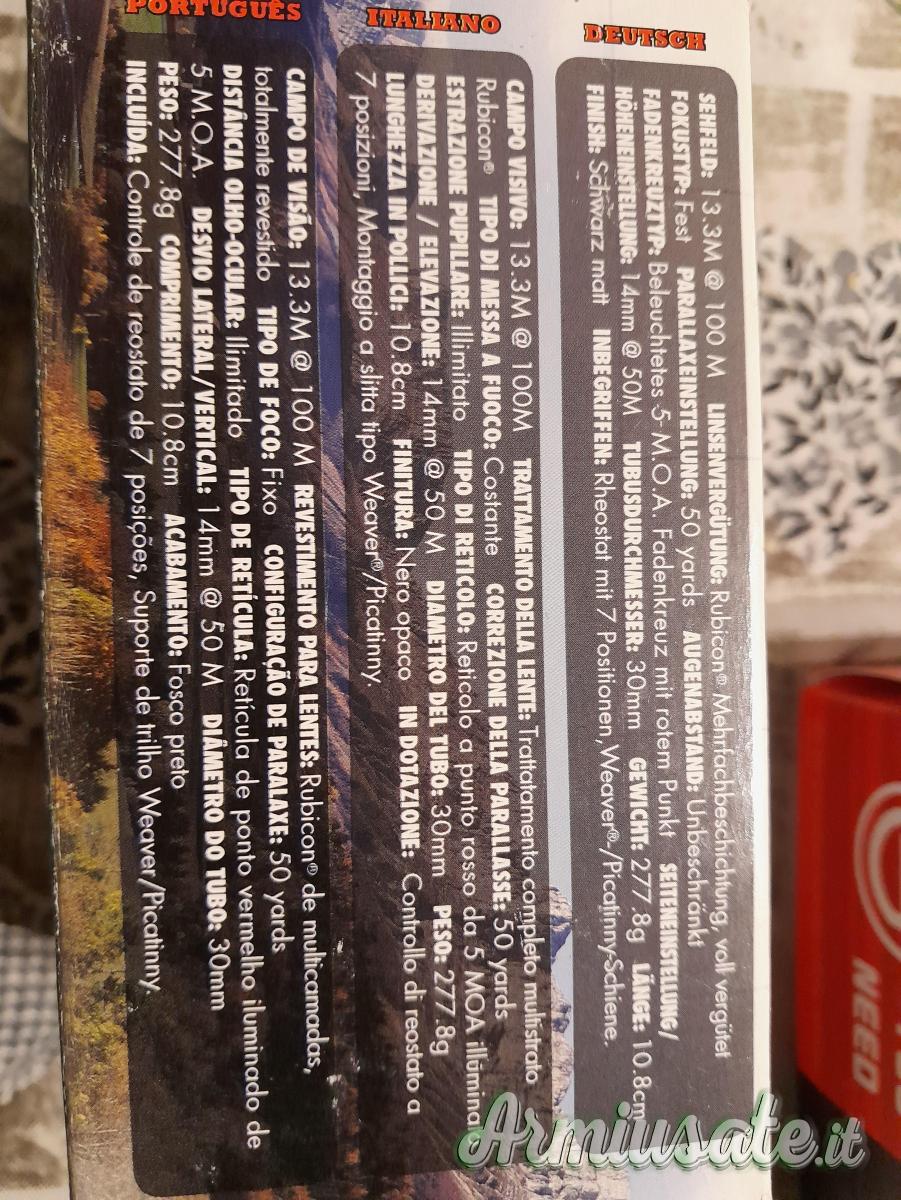 DEUTSCH
SEHFELD: 13.3M @ 100 M LINSENVERGÜTUNG: Rubicon® Mehrfachbeschichtung, voll vergütet
FOKUSTYP: Fest PARALLAXEINSTELLUNG: 50 yards AUGENABSTAND: Unbeschränkt
FADENKREUZTYP: Beleuchtetes 5- M.O.A. Fadenkreuz mit rotem Punkt SEITENEINSTELLUNG/
HÖHENEINSTELLUNG: 14mm @ 50M TUBUSDURCHMESSER: 30mm GEWICHT: 277.8g LÄNGE: 10.8cm
FINISH: Schwarz matt INBEGRIFFEN: Rheostat mit 7 Positionen, Weaver®-/Picatinny-Schiene.
ITALIANO
CAMPO VISIVO: 13.3M @ 100M TRATTAMENTO DELLA LENTE: Trattatamento complejo multistrato
Rubicon® TIPO DI MESSA A FUOCO: Costante CORREZIONE DELLA PARALLASSE: 50 yards
ESTRAZIONE PUPILLARE: Illimitato TIPO DI RETICOLO: Reticolo a punto rosso da 5 MOA illuminato
DERIVAZIONE / ELEVAZIONE: 14mm @ 50 M DIAMETRO DEL TUBO: 30mm PESO: 277.8g
LUNGHEZZA IN POLLICI: 10.8cm FINITURA: Nero opaco IN DOTAZIONE: Controllo di reostato a
7 posizioni, Montaggio a slitta tipo Weaver®/Picatinny.
PORTUGUÊS
CAMPO DE VISÃO: 13.3M @ 100 M REVESTIMENTO PARA LENTES: Rubicon® de multicamadas,
totalmente revestido TIPO DE FOCO: Fixo CONFIGURAÇÃO DE PARALAXE: 50 yards
DISTÂNCIA OLHO-OCULAR: Ilimitado TIPO DE RETÍCULA: Retícula de ponto vermelho iluminado de
5 M.O.A. DESVIO LATERAL/VERTICAL: 14mm @ 50 M DIÂMETRO DO TUBO: 30mm
PESO: 277.8g COMPRIMENTO: 10.8cm ACABAMENTO: Fosco preto
INCLUÍDA: Controle de reostato de 7 posições, Suporte de trilho Weaver/Picatinny.
NEED
Armiusate.it